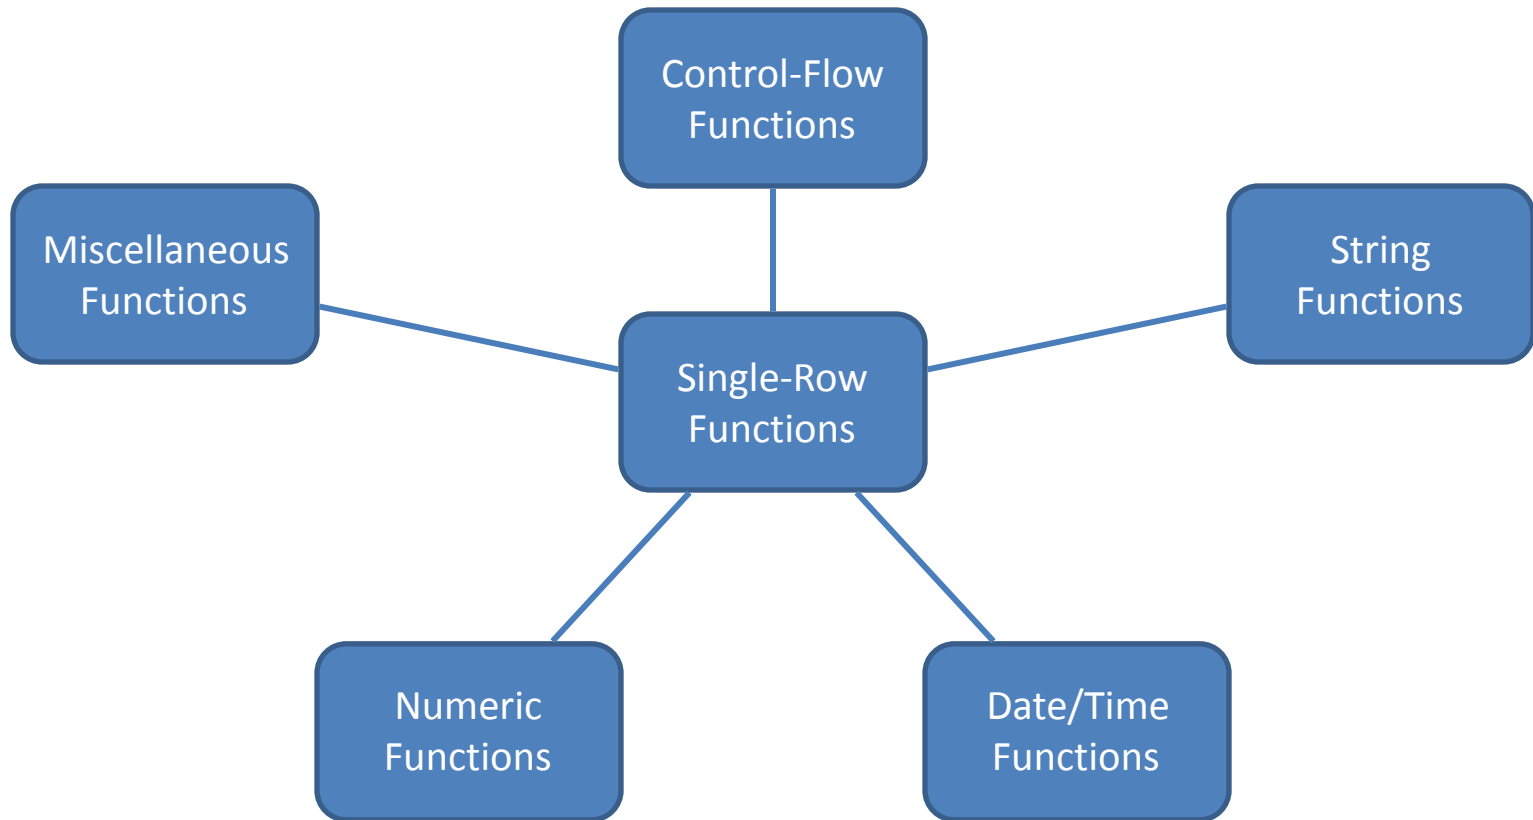 Control-Flow
Functions
Miscellaneous
Functions
String
Functions
Single-Row
Functions
Numeric
Functions
Date/Time
Functions